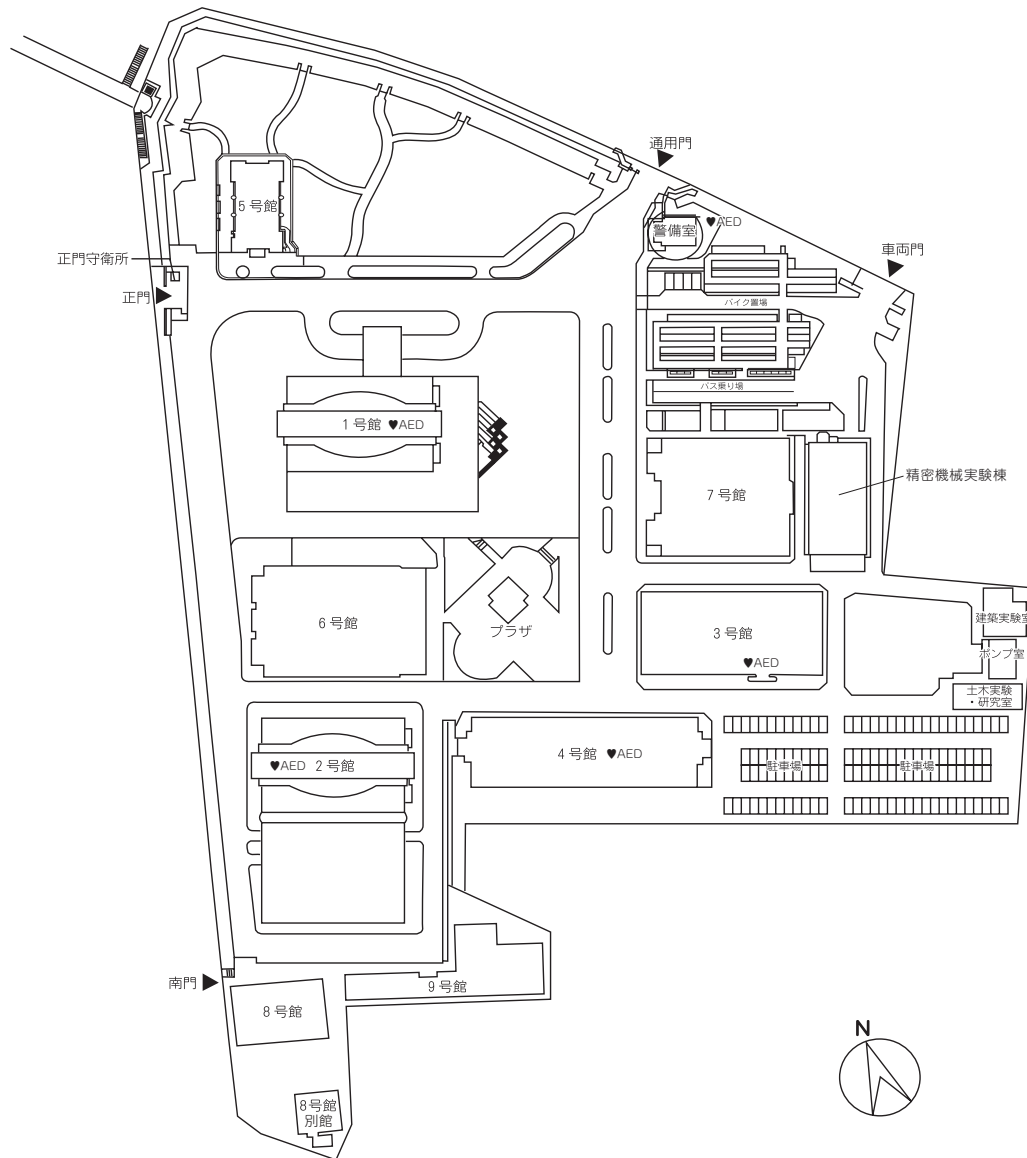 通用門
5号館
警備室
♥AED
正門守衛所
車両門
正門
バイク置場
バス乗り場
1号館 ♥AED
精密機械実験棟
7号館
建築実験室
6号館
プラザ
3号館
♥AED
ポンプ室
土木実験
・研究室
4号館 ♥AED
♥AED 2号館
駐車場
駐車場
南門
9号館
8号館
N
8号館
別館